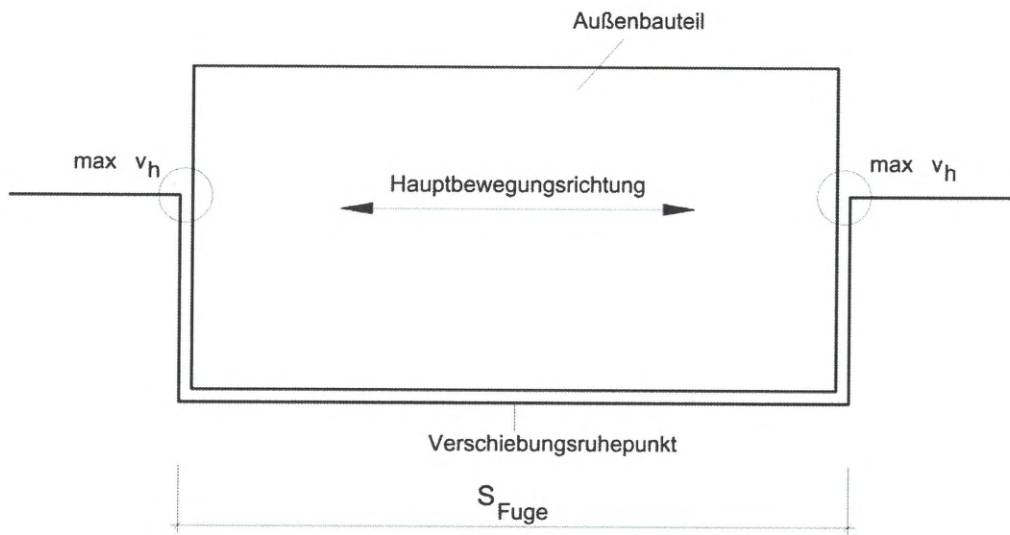 Außenbauteil
max v_h
max v_h
Hauptbewegungsrichtung
Verschiebungsruhepunkt
S_Fuge